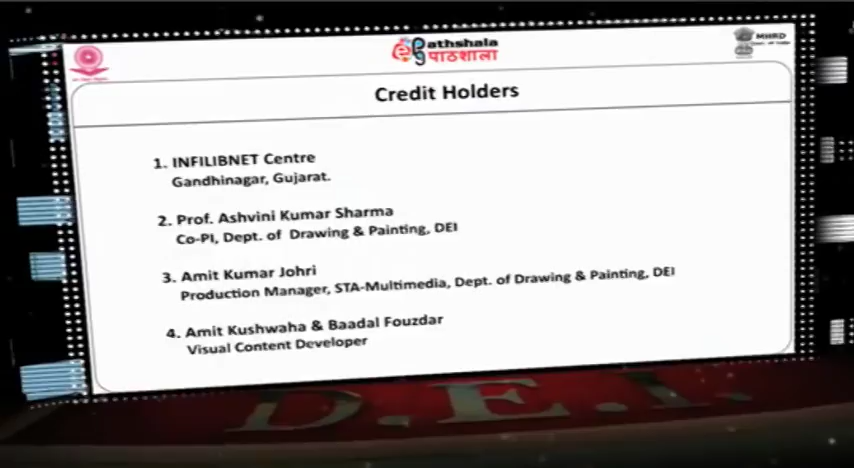 athshala
पाठशाला
MHRD
Credit Holders
1. INFILIBNET Centre
Gandhinagar, Gujarat.
2. Prof. Ashvini Kumar Sharma
Co-PI, Dept. of Drawing & Painting, DEI
3. Amit Kumar Johri
Production Manager, STA-Multimedia, Dept. of Drawing & Painting, DEI
4. Amit Kushwaha & Baadal Fouzdar
Visual Content Developer
D.E.I.